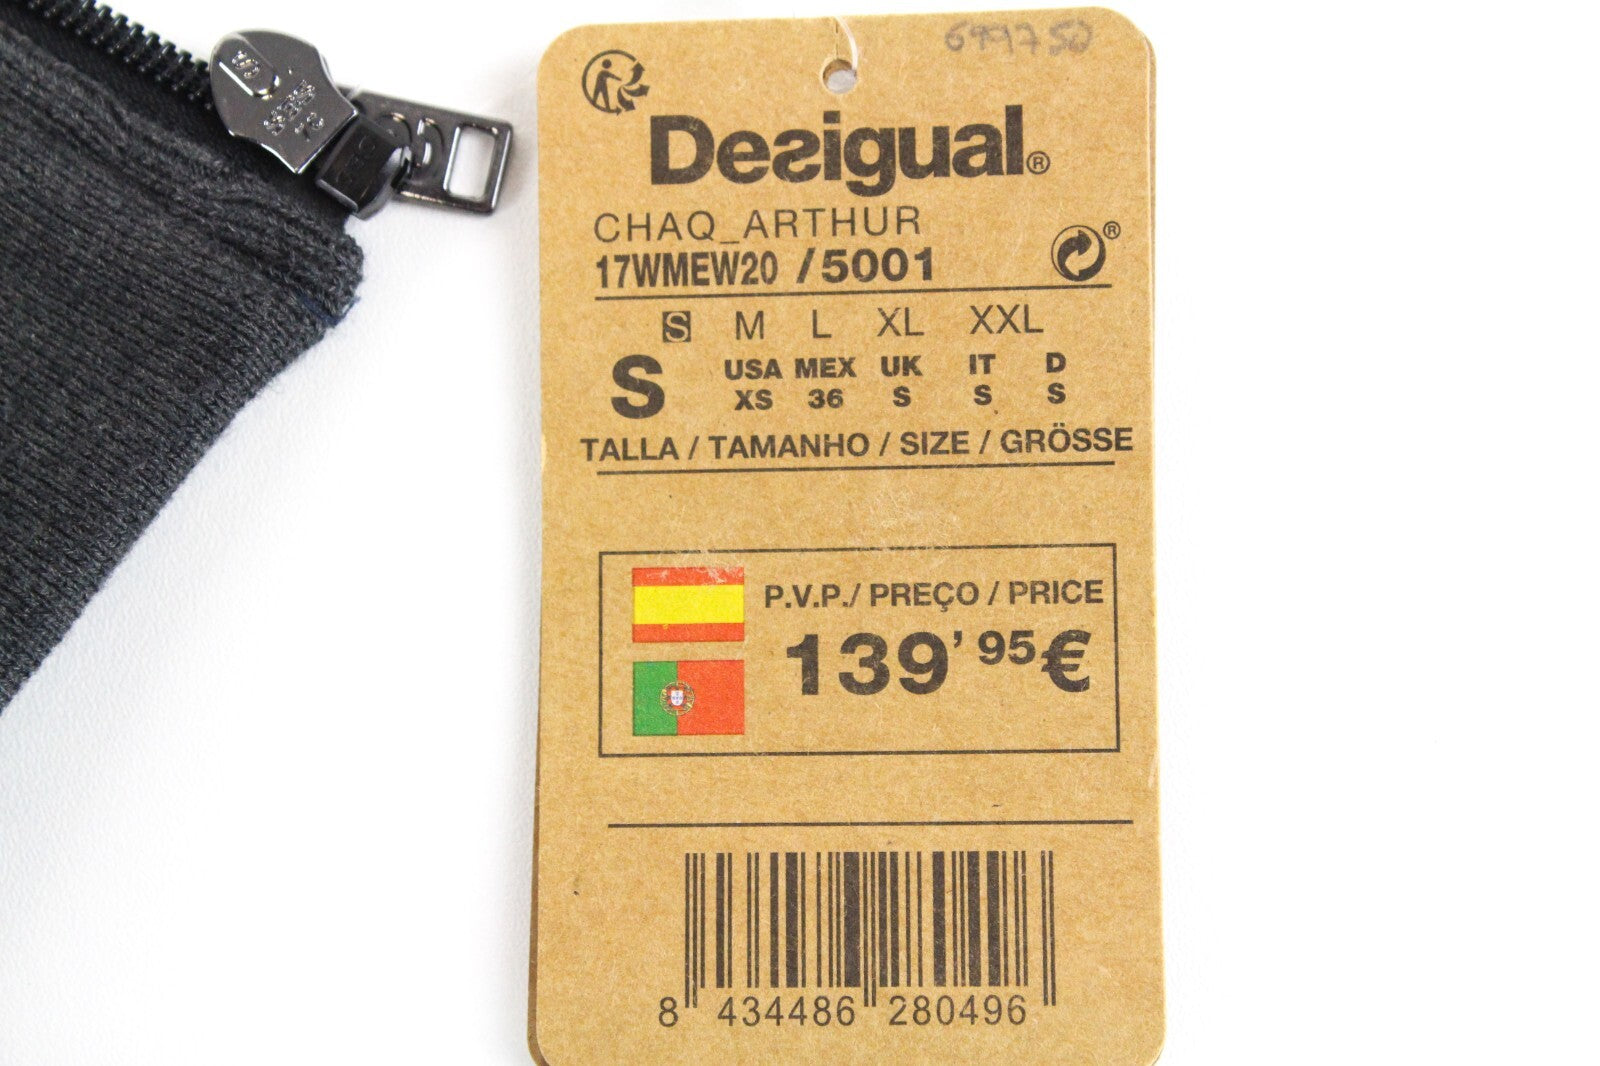 649750
Desigual®
CHAQ_ARTHUR
17WMEW20 /5001
®
S M L XL XXL
S
USA MEX UK IT D
XS 36 S S S
TALLA / TAMANHO / SIZE / GRÖSSE
P.V.P./ PREÇO / PRICE
139'95€
8 434486 280496